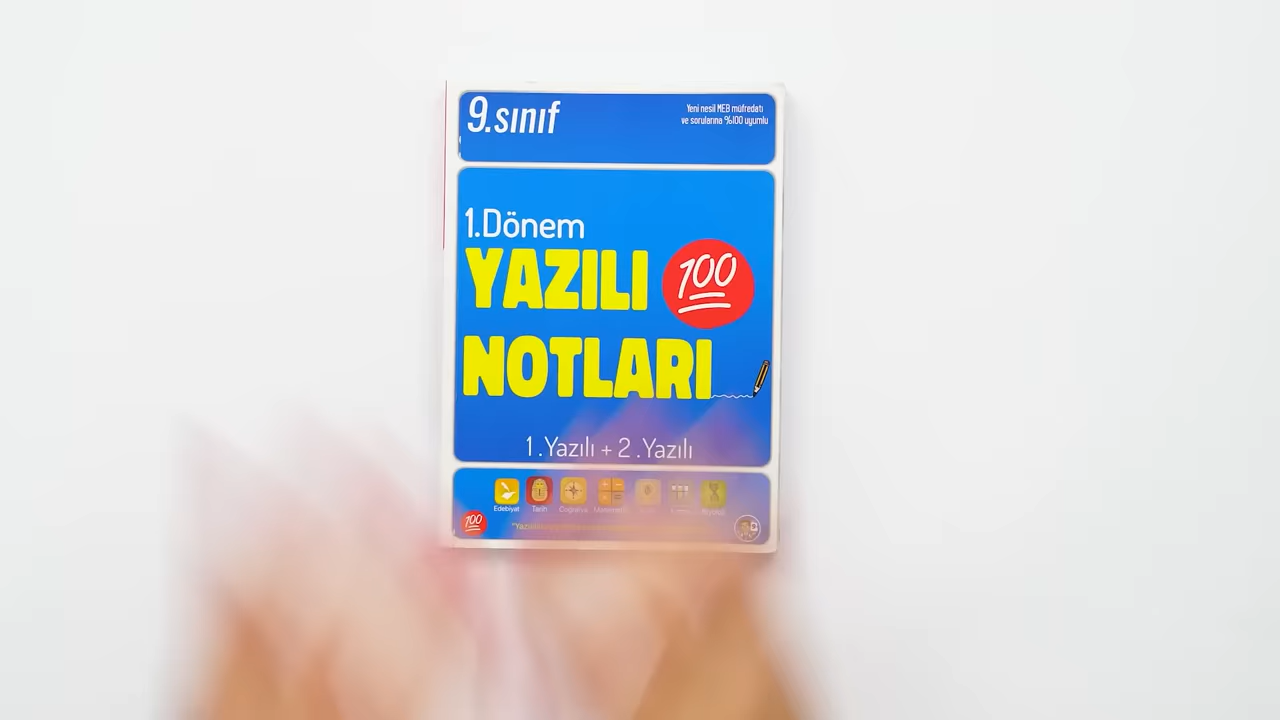 9.sınıf
Yeni nesil MEB müfredatı
ve sorularına %100 uyumlu
1.Dönem
YAZILI
100
NOTLARI
1.Yazılı + 2.Yazılı
Edebiyat Tarih Coğrafya Matematik
100